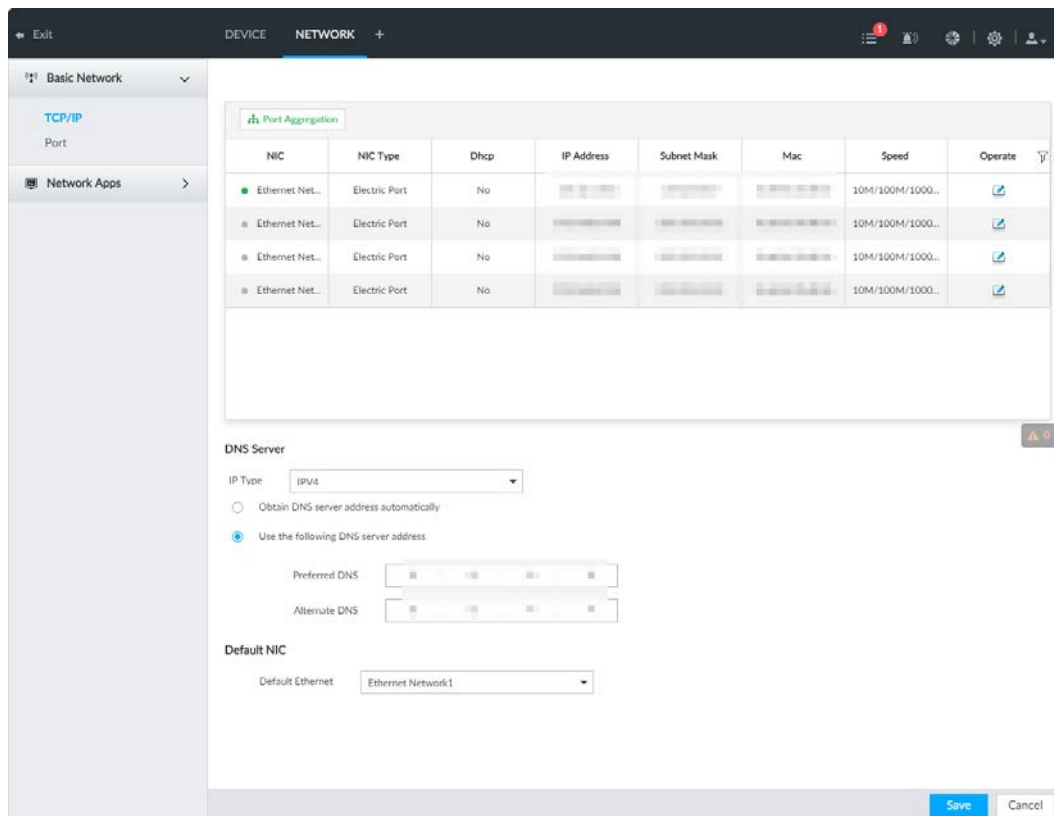 Exit DEVICE NETWORK + 1
Basic Network
TCP/IP
Port
Network Apps
Port Aggregation
NIC NIC Type Dhcp IP Address Subnet Mask Mac Speed Operate
Ethernet Net... Electric Port No 10M/100M/1000...
Ethernet Net... Electric Port No 10M/100M/1000...
Ethernet Net... Electric Port No 10M/100M/1000...
Ethernet Net... Electric Port No 10M/100M/1000...
0
DNS Server
IP Type IPV4
Obtain DNS server address automatically
Use the following DNS server address
Preferred DNS
Alternate DNS
Default NIC
Default Ethernet Ethernet Network1
Save Cancel